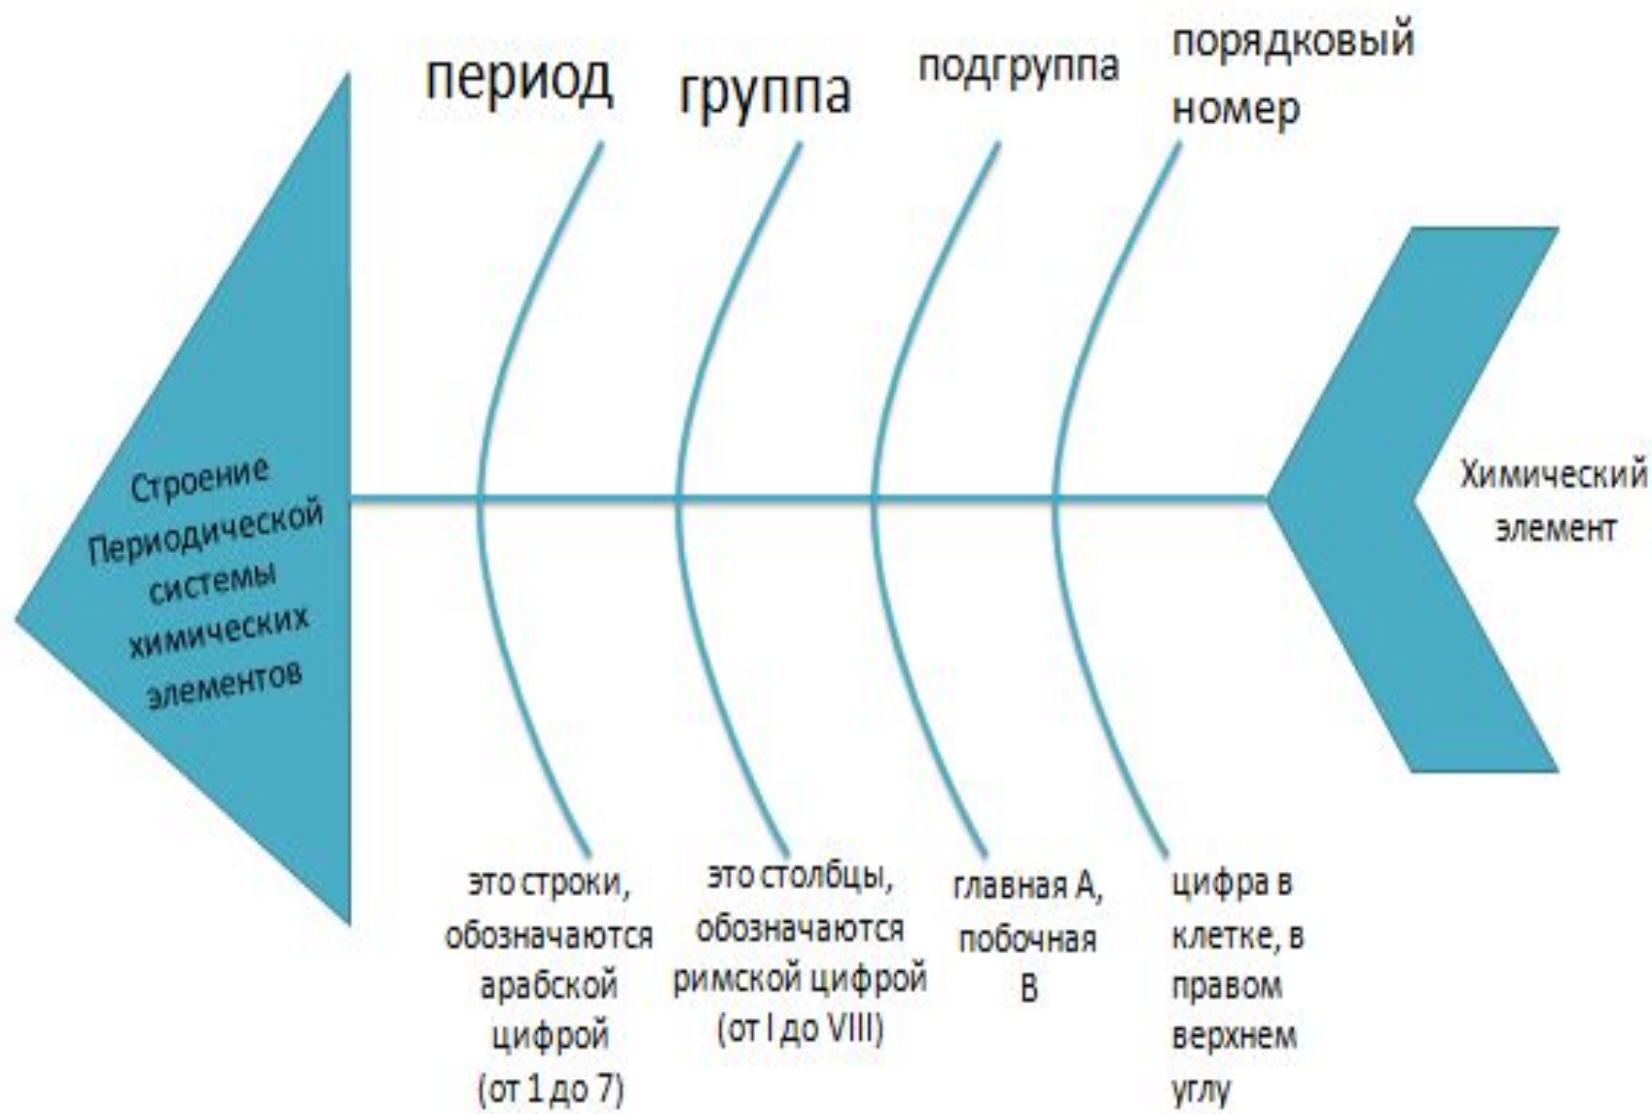 период
группа
подгруппа
порядковый
номер
Строение
Периодической
системы
химических
элементов
Химический
элемент
это строки,
обозначаются
арабской
цифрой
(от 1 до 7)
это столбцы,
обозначаются
римской цифрой
(от I до VIII)
главная А,
побочная
В
цифра в
клетке, в
правом
верхнем
углу